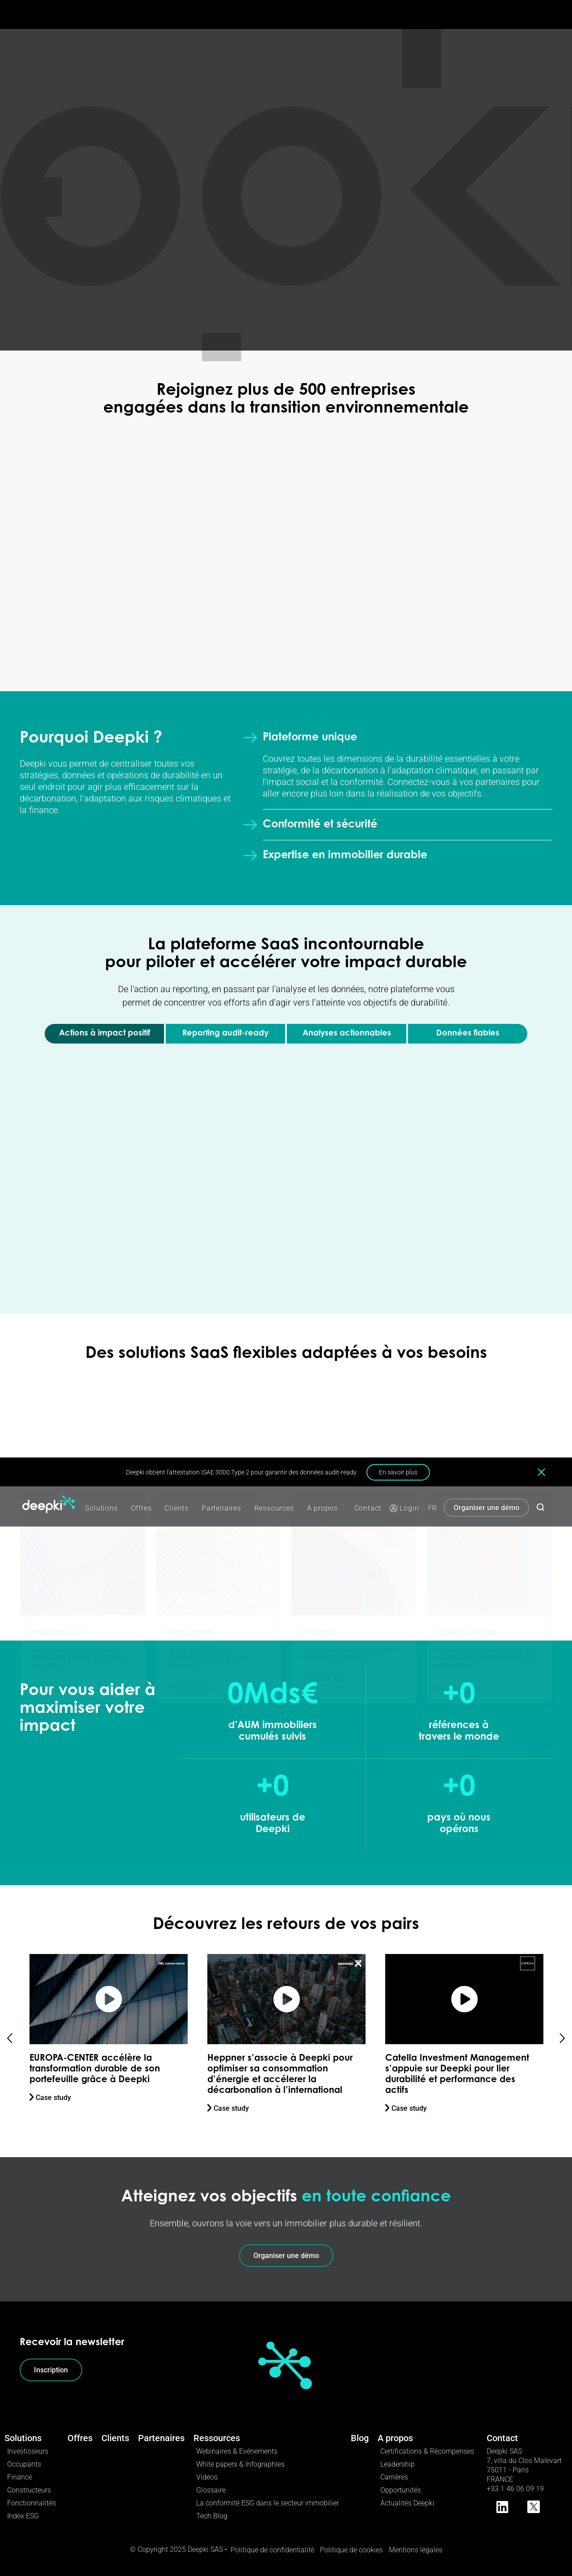 Rejoignez plus de 500 entreprises
engagées dans la transition environnementale
Pourquoi Deepki ?
Deepki vous permet de centraliser toutes vos
stratégies, données et opérations de durabilité en un
seul endroit pour agir plus efficacement sur la
décarbonation, l'adaptation aux risques climatiques et
la finance.
Plateforme unique
Couvrez toutes les dimensions de la durabilité essentielles à votre
stratégie, de la décarbonation à l'adaptation climatique, en passant par
l'impact social et la conformité. Connectez-vous à vos partenaires pour
aller encore plus loin dans la réalisation de vos objectifs.
Conformité et sécurité
Expertise en immobilier durable
La plateforme SaaS incontournable
pour piloter et accélérer votre impact durable
De l'action au reporting, en passant par l'analyse et les données, notre plateforme vous
permet de concentrer vos efforts afin d'agir vers l'atteinte vos objectifs de durabilité.
Actions à impact positif
Reporting audit-ready
Analyses actionnables
Données fiables
Des solutions SaaS flexibles adaptées à vos besoins
Deepki obtient l'attestation ISAE 3000 Type 2 pour garantir des données audit-ready
En savoir plus
deepki
Solutions
Offres
Clients
Partenaires
Ressources
A propos
Contact
Login
FR
Organiser une démo
Pour vous aider à
maximiser votre
impact
0Mds€
d'AUM immobiliers
cumulés suivis
+0
références à
travers le monde
+0
utilisateurs de
Deepki
+0
pays où nous
opérons
Découvrez les retours de vos pairs
EUROPA-CENTER
HEPPNER
CATELLA
EUROPA-CENTER accélère la
transformation durable de son
portefeuille grâce à Deepki
Case study
Heppner s'associe à Deepki pour
optimiser sa consommation
d'énergie et accélerer la
décarbonation à l'international
Case study
Catella Investment Management
s'appuie sur Deepki pour lier
durabilité et performance des
actifs
Case study
Atteignez vos objectifs en toute confiance
Ensemble, ouvrons la voie vers un immobilier plus durable et résilient.
Organiser une démo
Recevoir la newsletter
Inscription
Solutions
Investisseurs
Occupants
Finance
Constructeurs
Fonctionnalités
Index ESG
Offres
Clients
Partenaires
Ressources
Webinaires & Evénements
White papers & Infographies
Vidéos
Glossaire
La conformité ESG dans le secteur immobilier
Tech Blog
Blog
A propos
Certifications & Récompenses
Leadership
Carrières
Opportunités
Actualités Deepki
Contact
Deepki SAS
7, villa du Clos Malevart
75011 - Paris
FRANCE
+33 1 46 06 09 19
© Copyright 2025 Deepki SAS • Politique de confidentialité Politique de cookies Mentions légales